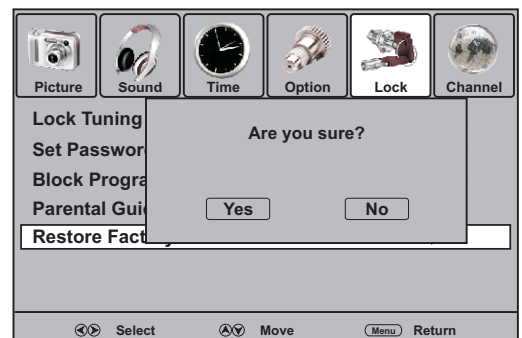 Picture Sound Time Option Lock Channel
Lock Tuning
Are you sure?
Set Passwor
Block Progra
Parental Gui
Yes No
Restore Fact
Select Move Menu Return